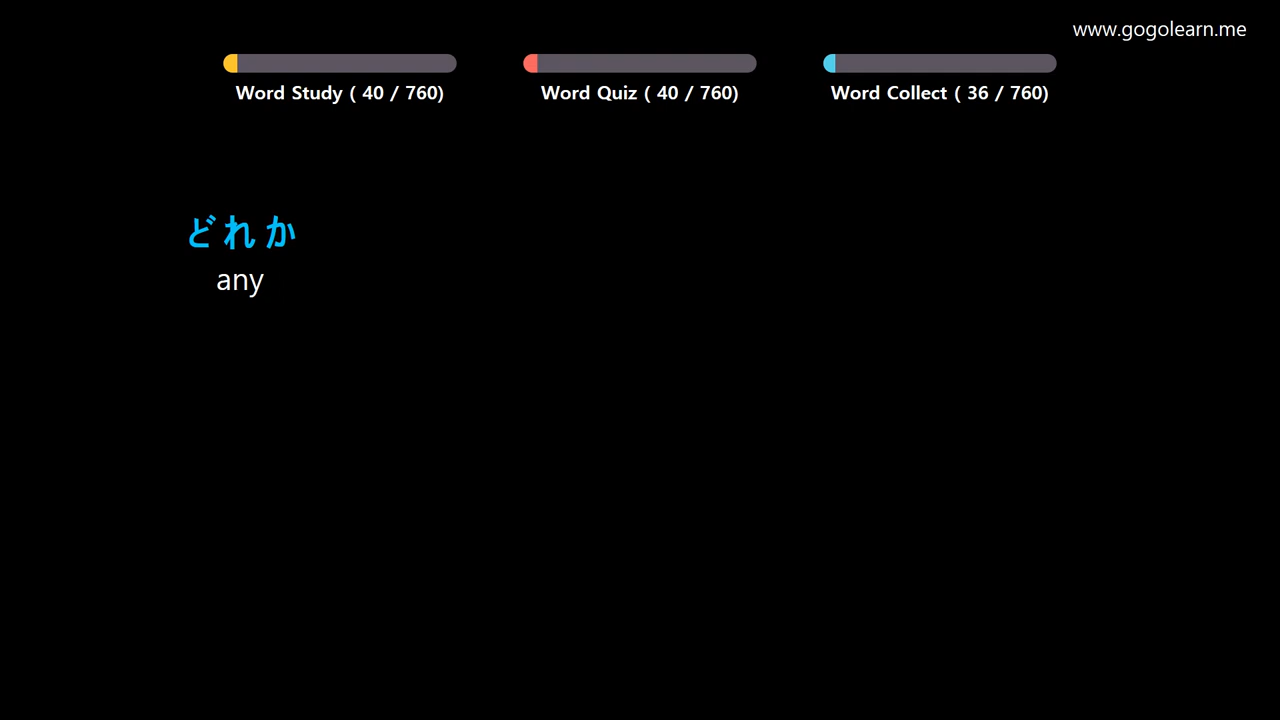 www.gogolearn.me
Word Study ( 40 / 760)
Word Quiz ( 40 / 760)
Word Collect ( 36 / 760)
どれか
any